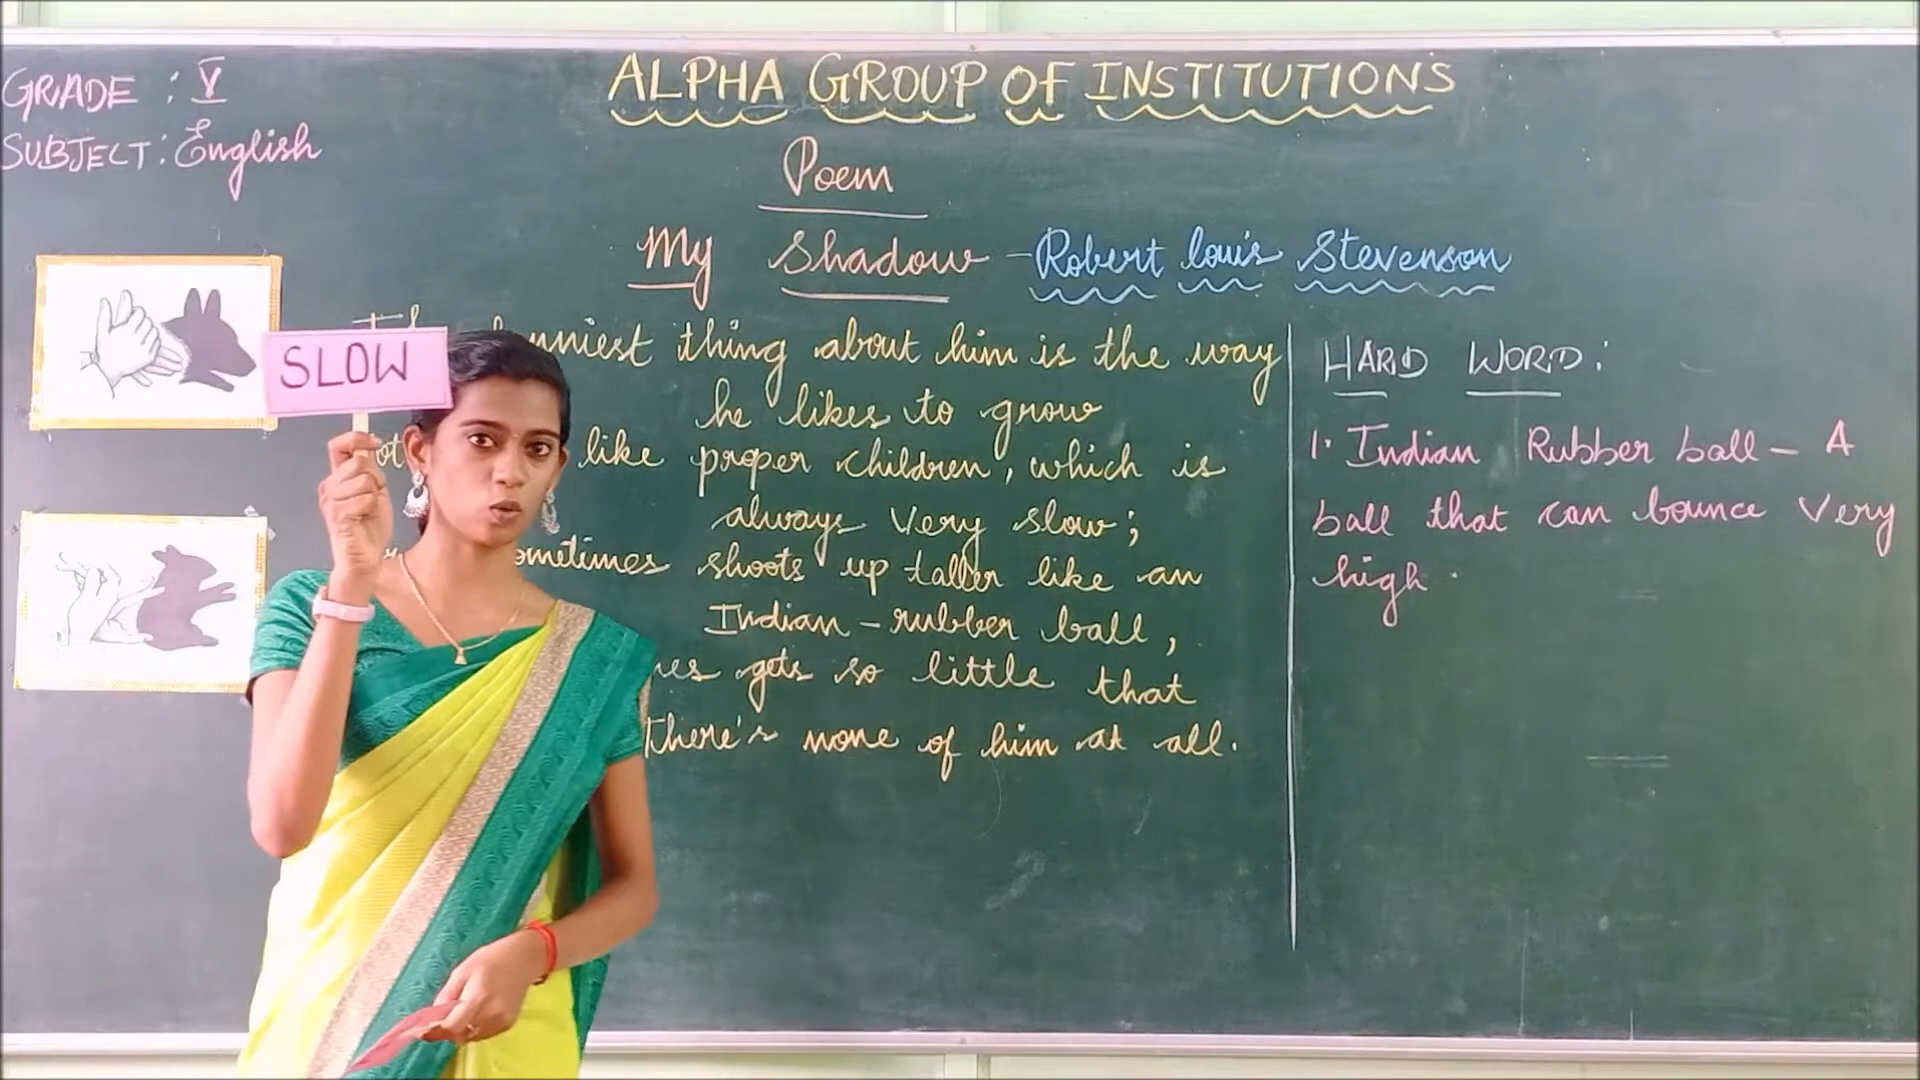 GRADE : V
SUBJECT : English
ALPHA GROUP OF INSTITUTIONS
Poem
My Shadow - Robert louis Stevenson
SLOW
thing about him is the way
he likes to grow
like proper children, which is
always very slow;
shoots up taller like an
Indian - rubber ball,
gets so little that
There's none of him at all.
HARD WORD:
1. Indian Rubber ball - A
ball that can bounce very
high.